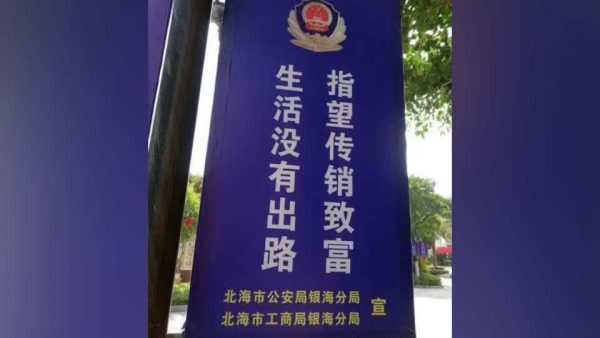 指望传销致富
生活没有出路
北海市公安局银海分局
北海市工商局银海分局
宣